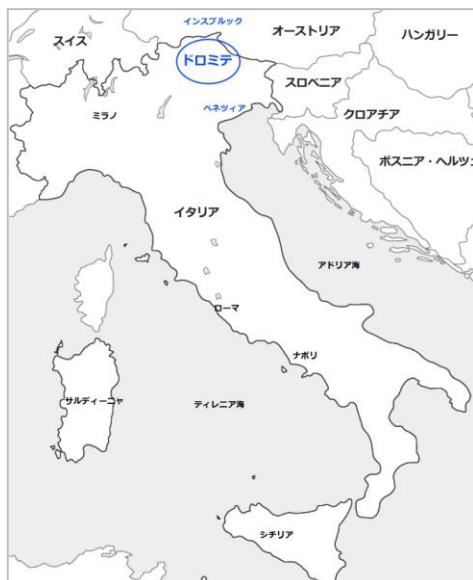 インスブルック
オーストリア
ハンガリー
スイス
ドロミテ
スロベニア
ミラノ
ベネツィア
クロアチア
ボスニア・ヘルツェ
イタリア
アドリア海
ローマ
ナポリ
サルディーニャ
ティレニア海
シチリア